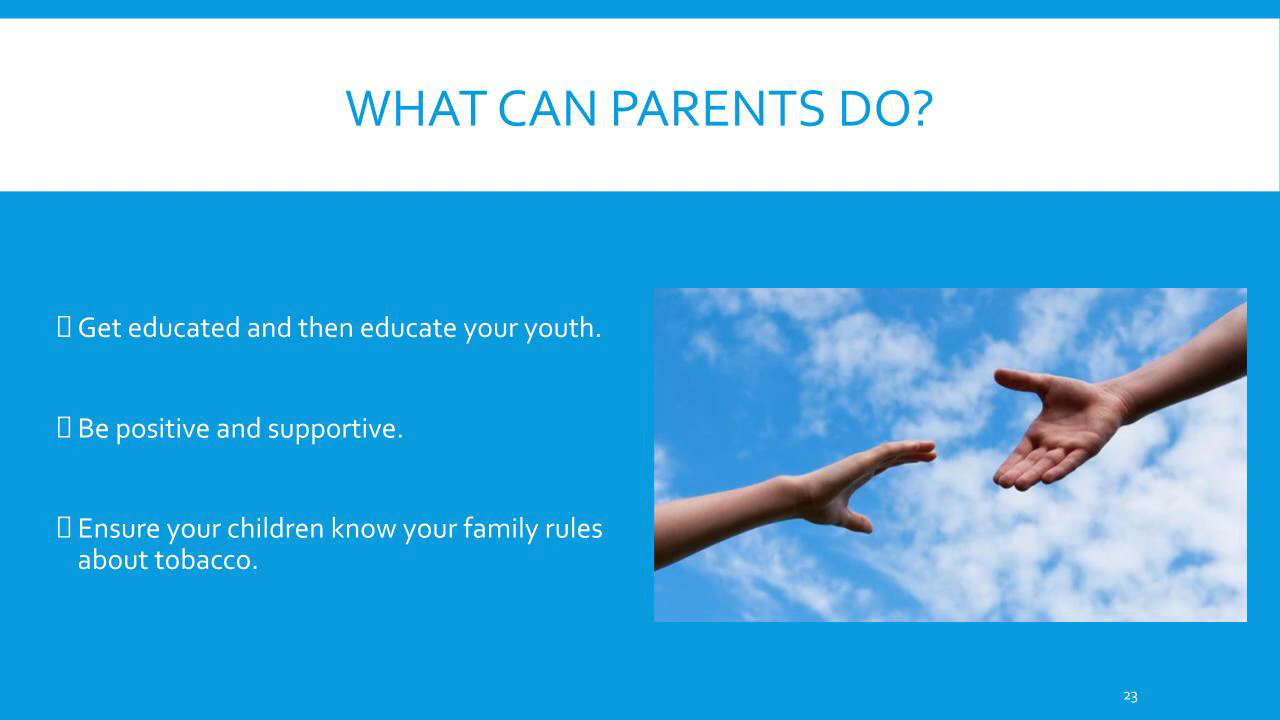 WHAT CAN PARENTS DO?
Get educated and then educate your youth.
Be positive and supportive.
Ensure your children know your family rules
about tobacco.
23